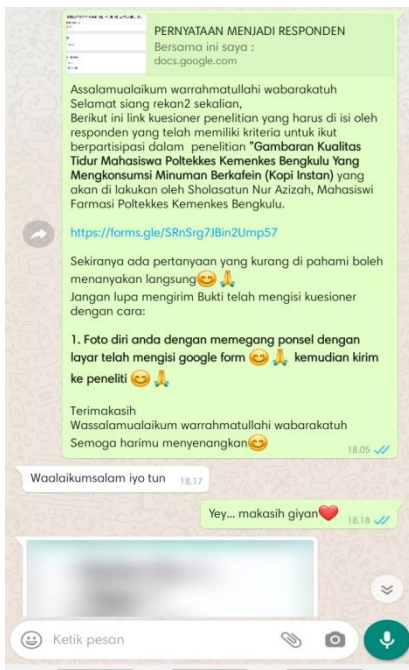 PERNYATAAN MENJADI RESPONDEN
Bersama ini saya :
docs.google.com
Assalamualaikum warrahmatullahi wabarakatuh
Selamat siang rekan2 sekalian,
Berikut ini link kuesioner penelitian yang harus di isi oleh
responden yang telah memiliki kriteria untuk ikut
berpartisipasi dalam penelitian "Gambaran Kualitas
Tidur Mahasiswa Poltekkes Kemenkes Bengkulu Yang
Mengkonsumsi Minuman Berkafein (Kopi Instan) yang
akan di lakukan oleh Sholasatun Nur Azizah, Mahasiswi
Farmasi Poltekkes Kemenkes Bengkulu.
https://forms.gle/SRnSrg7JBin2Ump57
Sekiranya ada pertanyaan yang kurang di pahami boleh
menanyakan langsung😊🙏
Jangan lupa mengirim Bukti telah mengisi kuesioner
dengan cara:
1. Foto diri anda dengan memegang ponsel dengan
layar telah mengisi google form 😊🙏 kemudian kirim
ke peneliti 😊🙏
Terimakasih
Wassalamualaikum warrahmatullahi wabarakatuh
Semoga harimu menyenangkan😊
18.05
Waalaikumsalam iyo tun 18.17
Yey... makasih giyan❤️ 18.18
Ketik pesan